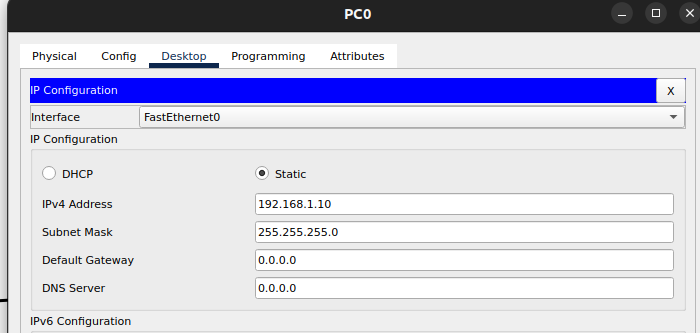 PC0
Physical Config Desktop Programming Attributes
IP Configuration X
Interface FastEthernet0
IP Configuration
DHCP Static
IPv4 Address 192.168.1.10
Subnet Mask 255.255.255.0
Default Gateway 0.0.0.0
DNS Server 0.0.0.0
IPv6 Configuration